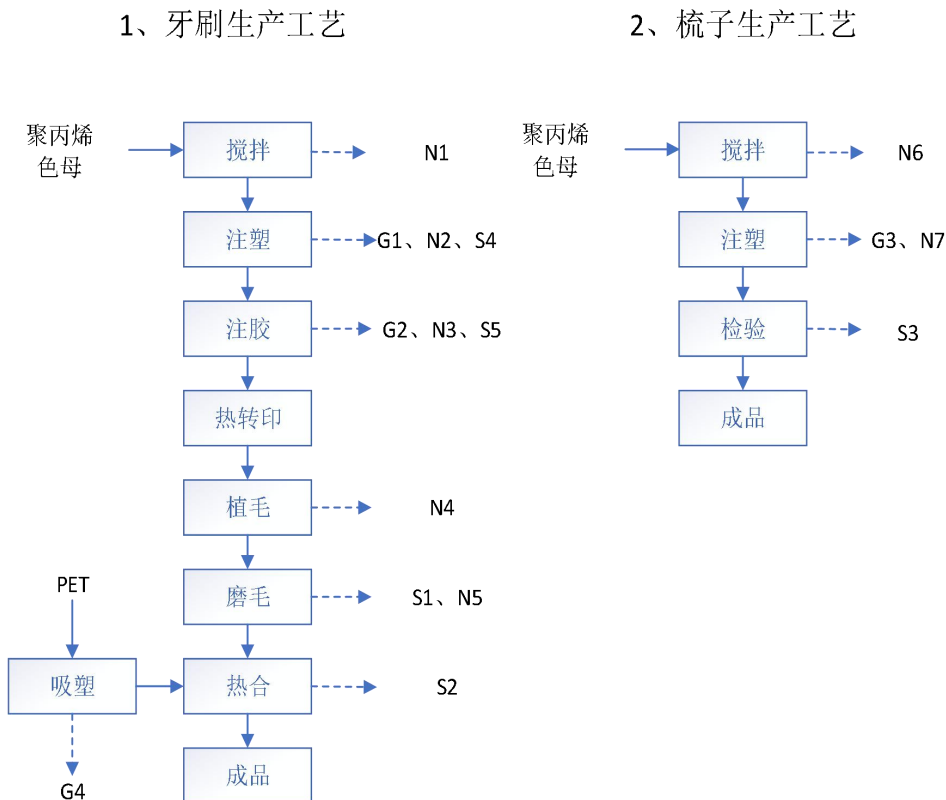 1、牙刷生产工艺
聚丙烯
色母
搅拌
N1
注塑
G1、N2、S4
注胶
G2、N3、S5
热转印
植毛
N4
磨毛
S1、N5
PET
吸塑
热合
S2
G4
成品
2、梳子生产工艺
聚丙烯
色母
搅拌
N6
注塑
G3、N7
检验
S3
成品